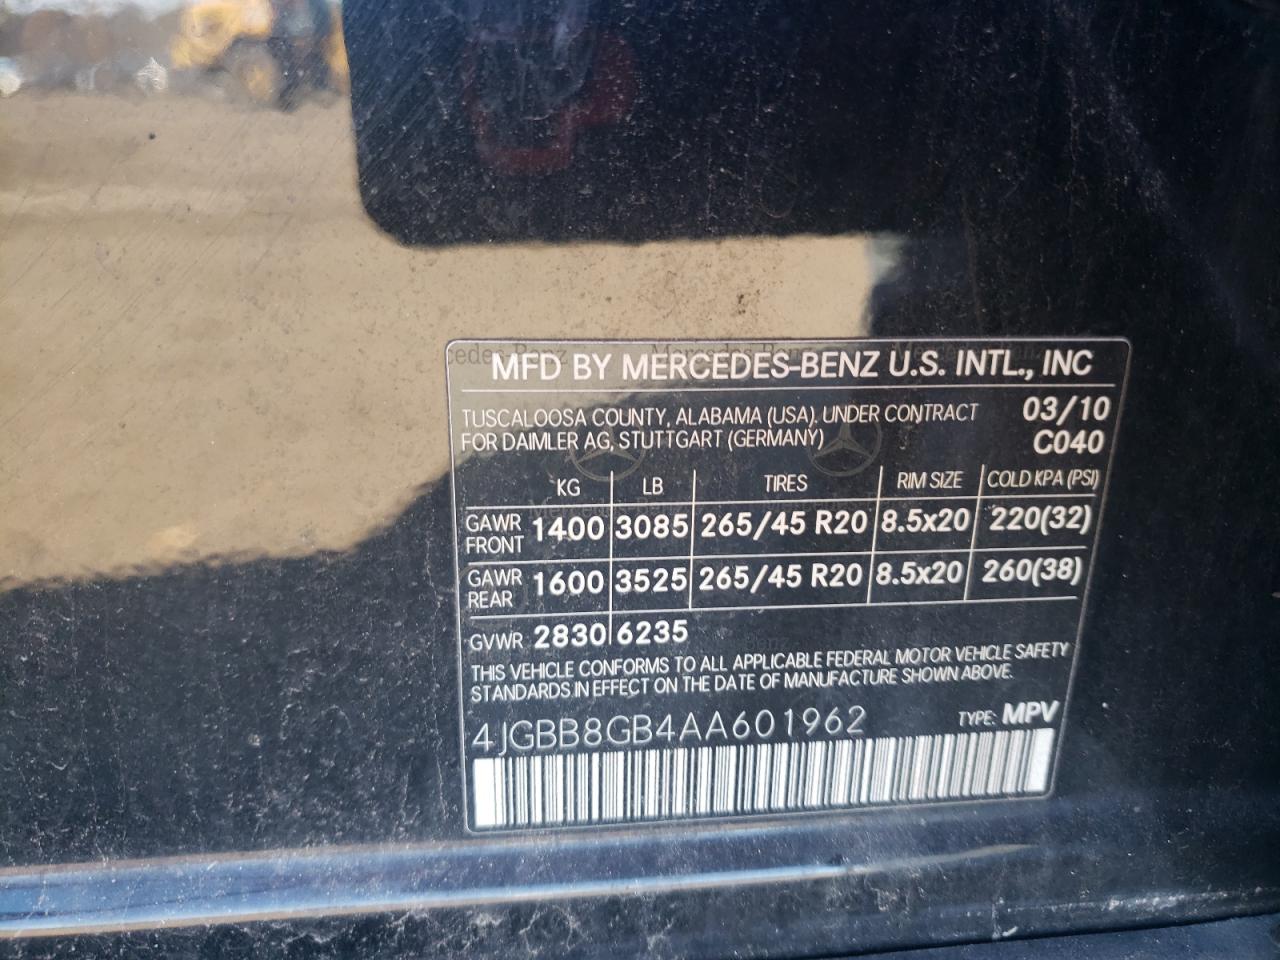 MFD BY MERCEDES-BENZ U.S. INTL., INC
TUSCALOOSA COUNTY, ALABAMA (USA). UNDER CONTRACT 03/10
FOR DAIMLER AG, STUTTGART (GERMANY) C040
KG LB TIRES RIM SIZE COLD KPA (PSI)
GAWR FRONT 1400 3085 265/45 R20 8.5x20 220(32)
GAWR REAR 1600 3525 265/45 R20 8.5x20 260(38)
GVWR 2830 6235
THIS VEHICLE CONFORMS TO ALL APPLICABLE FEDERAL MOTOR VEHICLE SAFETY
STANDARDS IN EFFECT ON THE DATE OF MANUFACTURE SHOWN ABOVE.
4JGBB8GB4AA601962 TYPE: MPV